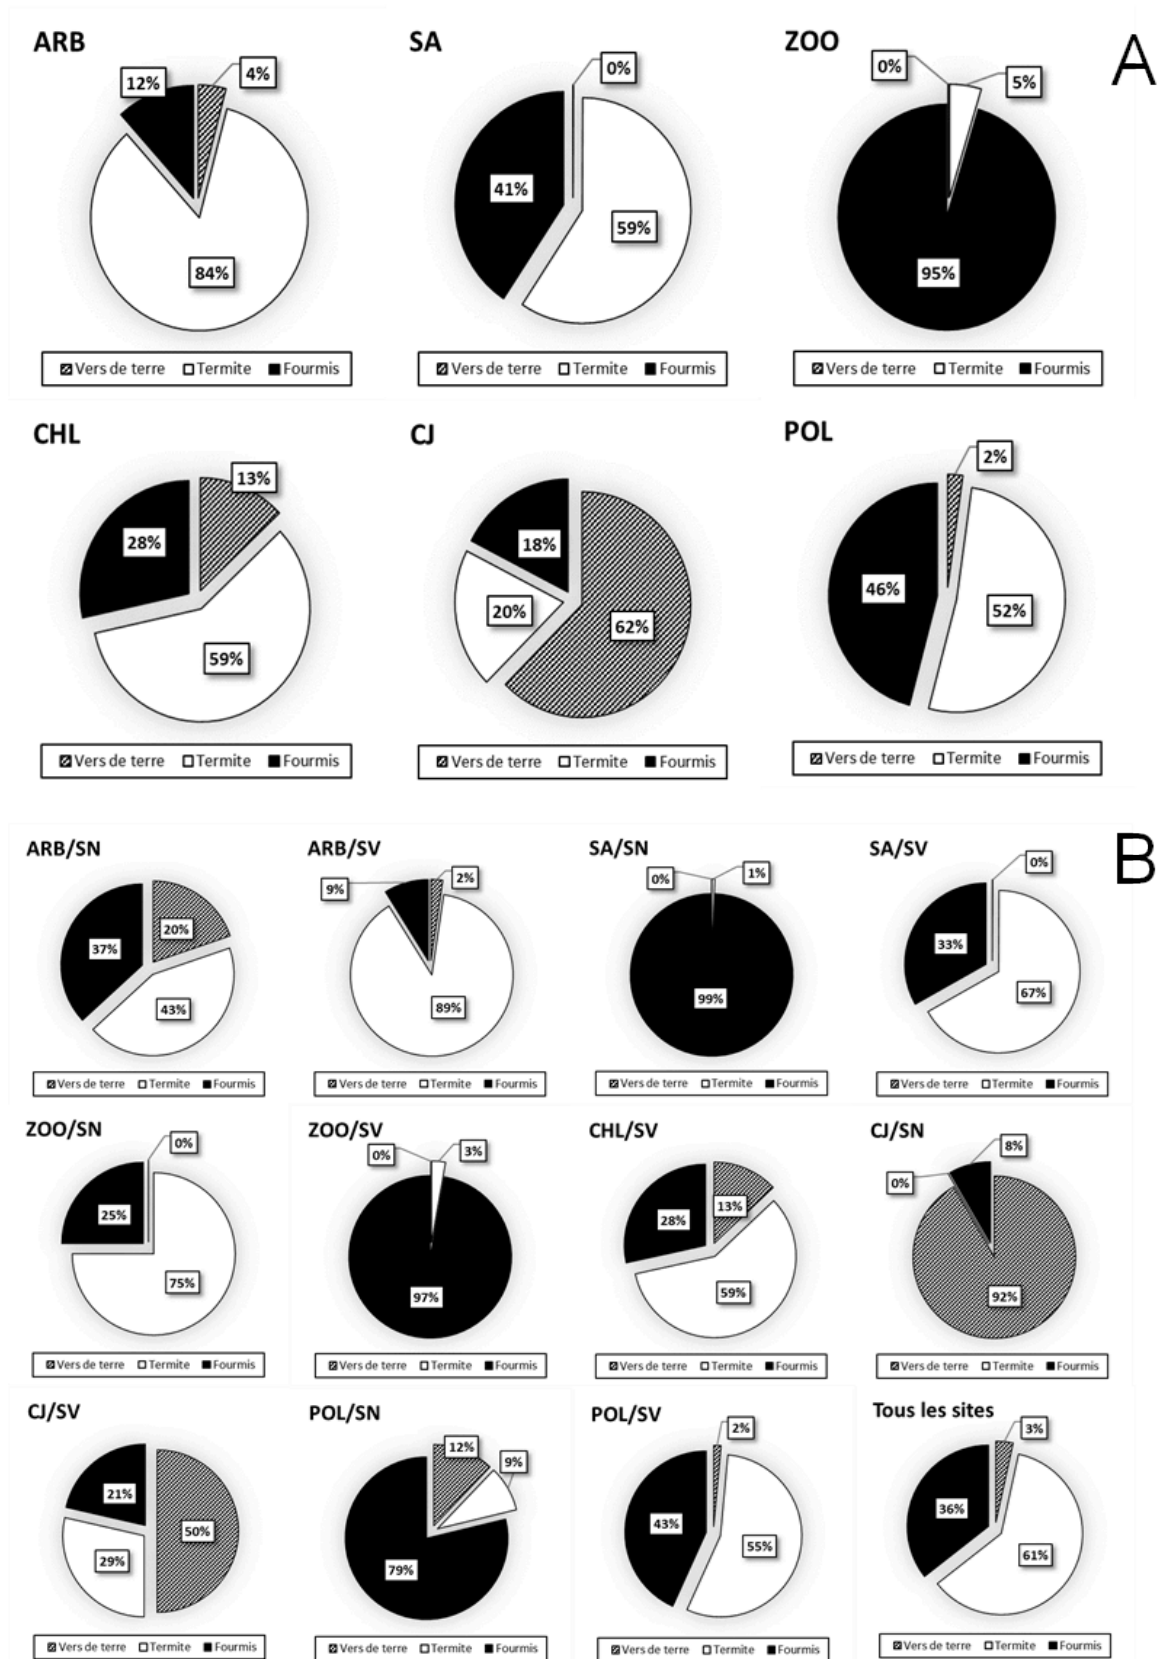 ARB
SA
ZOO
A
12%
4%
84%
0%
41%
59%
0%
5%
95%
Vers de terre Termite Fourmis
Vers de terre Termite Fourmis
Vers de terre Termite Fourmis
CHL
CJ
POL
13%
28%
59%
18%
20%
62%
2%
46%
52%
Vers de terre Termite Fourmis
Vers de terre Termite Fourmis
Vers de terre Termite Fourmis
B
ARB/SN
ARB/SV
SA/SN
SA/SV
20%
37%
43%
9%
2%
89%
0%
1%
99%
0%
33%
67%
Vers de terre Termite Fourmis
Vers de terre Termite Fourmis
Vers de terre Termite Fourmis
Vers de terre Termite Fourmis
ZOO/SN
ZOO/SV
CHL/SV
CJ/SN
0%
25%
75%
0%
3%
97%
13%
28%
59%
8%
0%
92%
Vers de terre Termite Fourmis
Vers de terre Termite Fourmis
Vers de terre Termite Fourmis
Vers de terre Termite Fourmis
CJ/SV
POL/SN
POL/SV
Tous les sites
21%
50%
29%
12%
9%
79%
2%
43%
55%
3%
36%
61%
Vers de terre Termite Fourmis
Vers de terre Termite Fourmis
Vers de terre Termite Fourmis
Vers de terre Termite Fourmis